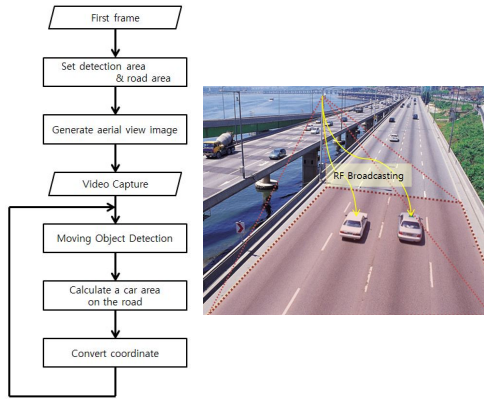 First frame
Set detection area
& road area
Generate aerial view image
Video Capture
Moving Object Detection
Calculate a car area
on the road
Convert coordinate
RF Broadcasting